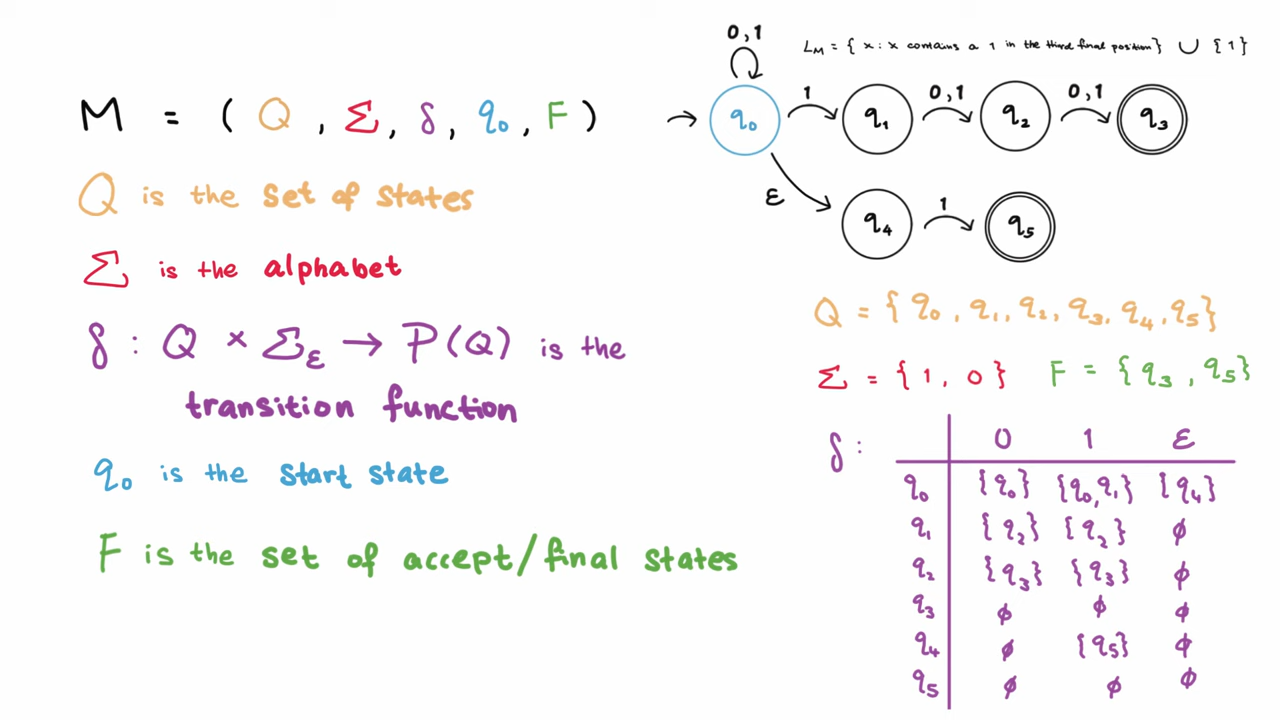 M = ( Q , Σ , δ , q₀ , F )
Q is the set of states
Σ is the alphabet
δ : Q × Σ_ε → P(Q) is the
transition function
q₀ is the start state
F is the set of accept/final states
L_M = { x : x contains a 1 in the third final position } ∪ { 1 }
0,1
q₀ 1 q₁ 0,1 q₂ 0,1 q₃
ε q₄ 1 q₅
Q = { q₀ , q₁ , q₂ , q₃ , q₄ , q₅ }
Σ = { 1 , 0 } F = { q₃ , q₅ }
δ : 0 1 ε
q₀ {q₀} {q₀,q₁} {q₄}
q₁ {q₂} {q₂} ϕ
q₂ {q₃} {q₃} ϕ
q₃ ϕ ϕ ϕ
q₄ ϕ {q₅} ϕ
q₅ ϕ ϕ ϕ